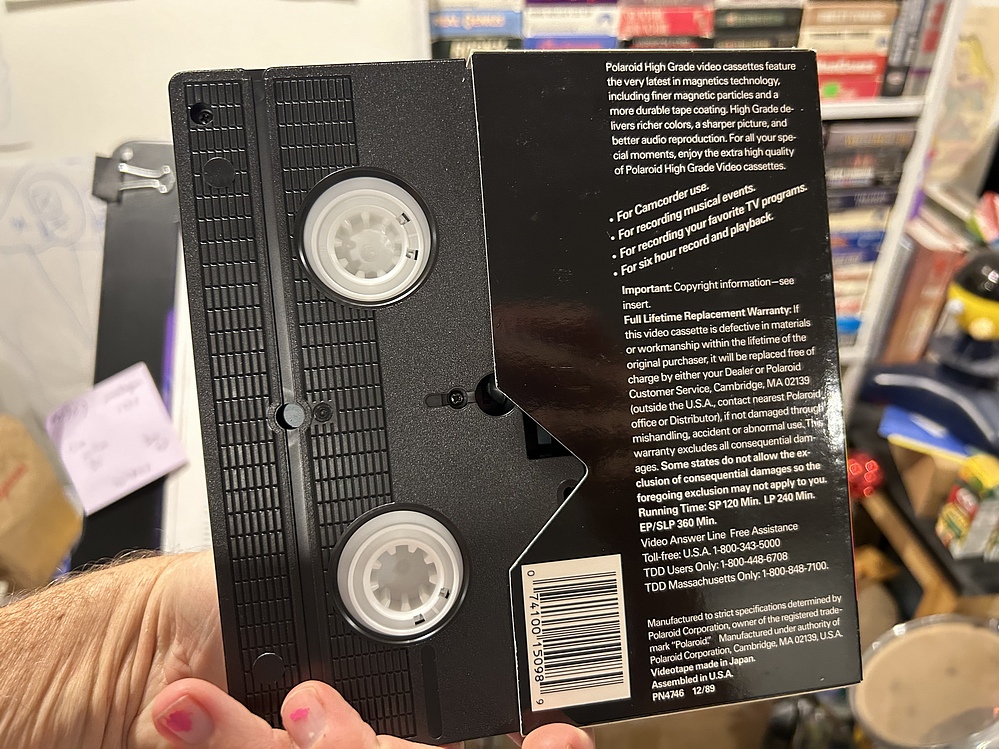 Polaroid High Grade video cassettes feature
the very latest in magnetics technology,
including finer magnetic particles and a
more durable tape coating. High Grade de-
livers richer colors, a sharper picture, and
better audio reproduction. For all your spe-
cial moments, enjoy the extra high quality
of Polaroid High Grade Video cassettes.
• For Camcorder use.
• For recording musical events.
• For recording your favorite TV programs.
• For six hour record and playback.
Important: Copyright information—see
insert.
Full Lifetime Replacement Warranty: If
this video cassette is defective in materials
or workmanship within the lifetime of the
original purchaser, it will be replaced free of
charge by either your Dealer or Polaroid
Customer Service, Cambridge, MA 02139
(outside the U.S.A., contact nearest Polaroid
office or Distributor), if not damaged through
mishandling, accident or abnormal use. This
warranty excludes all consequential dam-
ages. Some states do not allow the ex-
clusion of consequential damages so the
foregoing exclusion may not apply to you.
Running Time: SP 120 Min. LP 240 Min.
EP/SLP 360 Min.
Video Answer Line Free Assistance
Toll-free: U.S.A. 1-800-343-5000
TDD Users Only: 1-800-448-6708
TDD Massachusetts Only: 1-800-848-7100.
Manufactured to strict specifications determined by
Polaroid Corporation, owner of the registered trade-
mark "Polaroid." Manufactured under authority of
Polaroid Corporation, Cambridge, MA 02139, U.S.A.
Videotape made in Japan.
Assembled in U.S.A.
PN4746 12/89
0 74100 15098 9